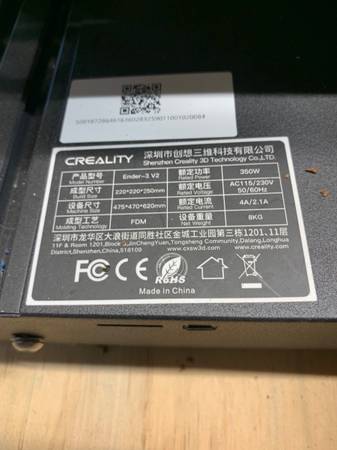 CREALITY 深圳市创想三维科技有限公司
Shenzhen Creality 3D Technology Co.,LTD.
产品型号 Ender-3 V2 额定功率 350W
Model Number Rated Power
成型尺寸 220*220*250mm 额定电压 AC115/230V
Build Size Rated Voltage 50/60Hz
设备尺寸 475*470*620mm 额定电流 4A/2.1A
Machine Size Rated Current
成型技术 FDM 设备重量 8KG
Molding Technology Device Weight
深圳市龙华区大浪街道同胜社区金城工业园第三栋1201、11层
11F & Room 1201,Block 3,JinChengYuan,Tongsheng Community,Dalang,Longhua
District,Shenzhen,China,518109
www.cxsw3d.com www.creality.com
FC CE RoHS
Made in China